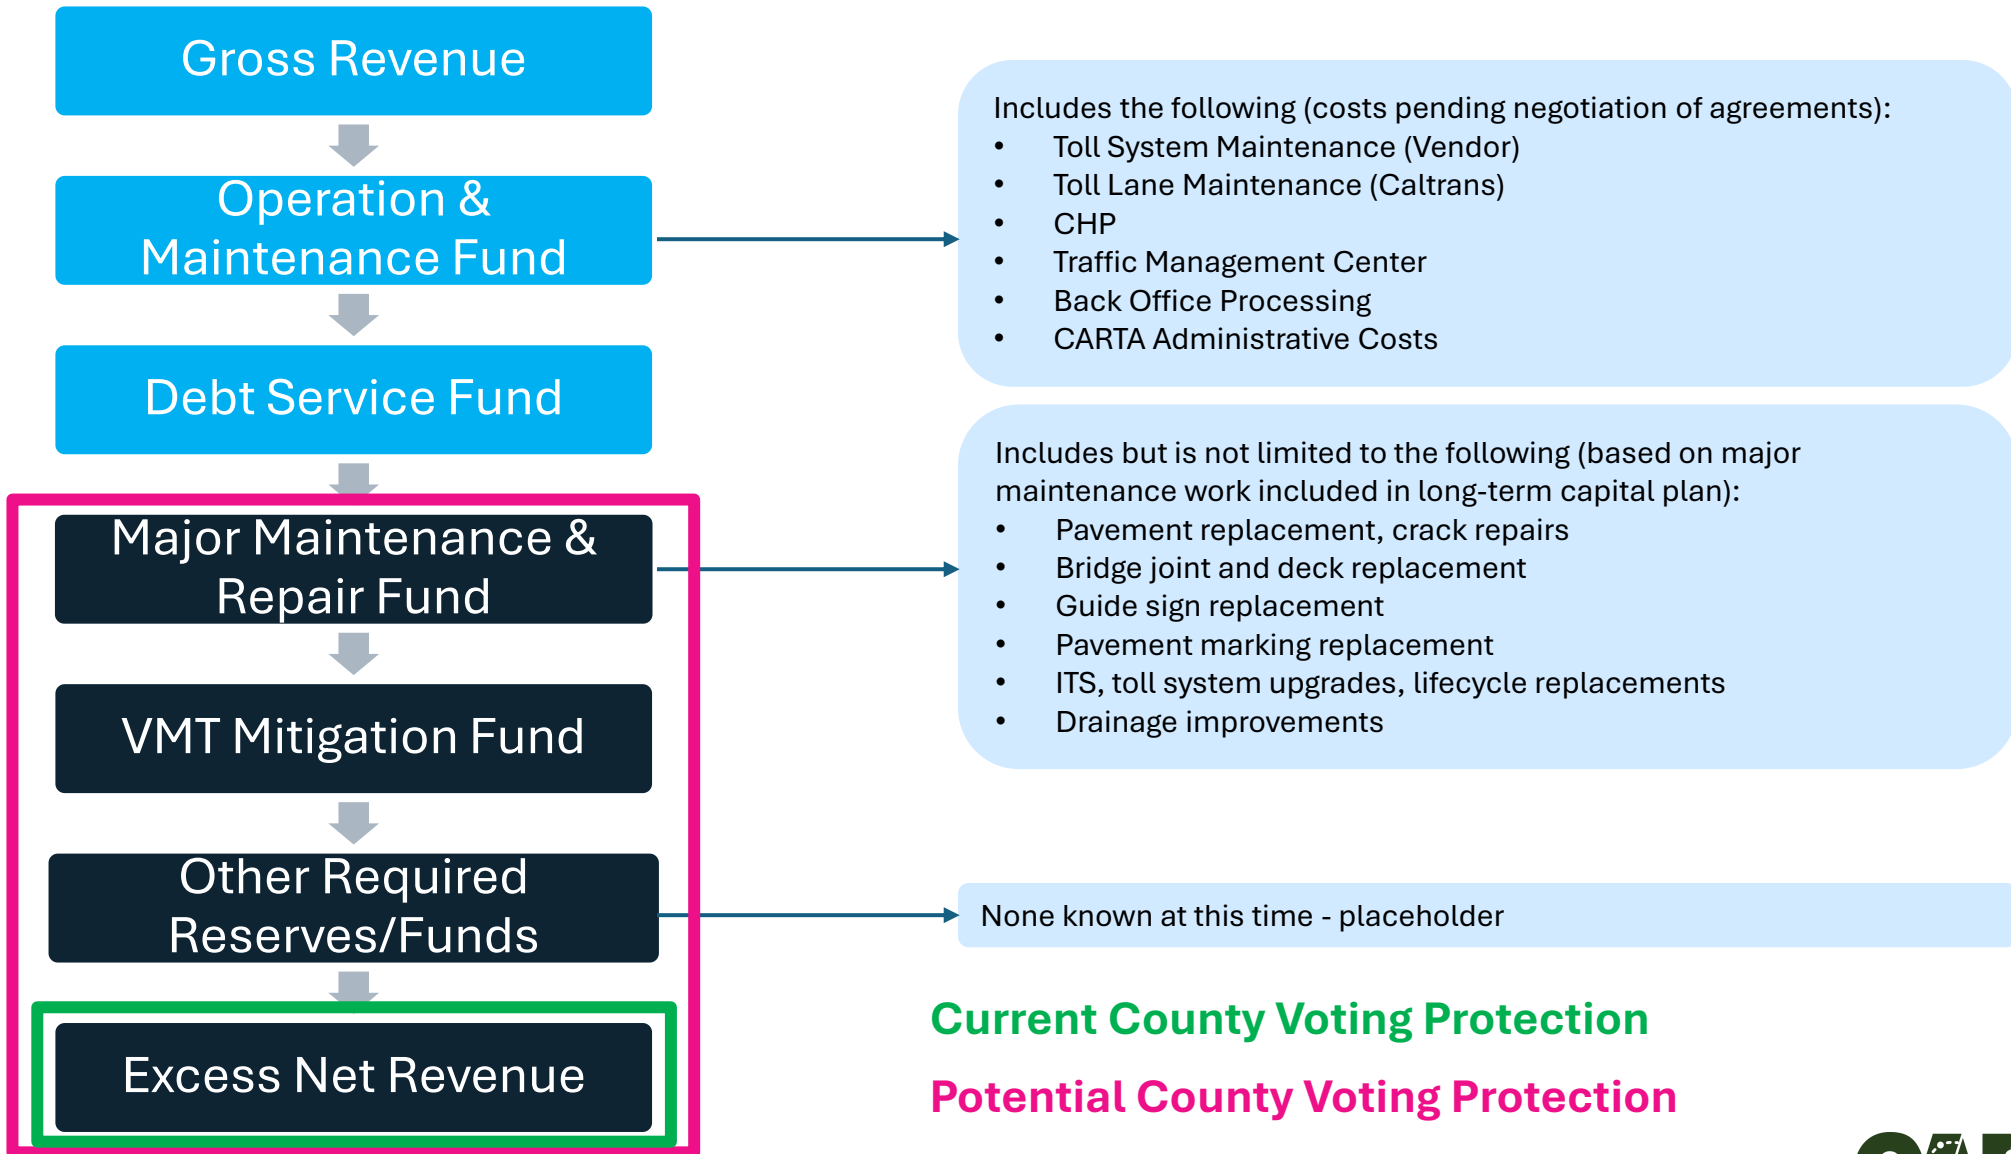 Gross Revenue
Operation &
Maintenance Fund
Debt Service Fund
Major Maintenance &
Repair Fund
VMT Mitigation Fund
Other Required
Reserves/Funds
Excess Net Revenue
Includes the following (costs pending negotiation of agreements):
• Toll System Maintenance (Vendor)
• Toll Lane Maintenance (Caltrans)
• CHP
• Traffic Management Center
• Back Office Processing
• CARTA Administrative Costs
Includes but is not limited to the following (based on major
maintenance work included in long-term capital plan):
• Pavement replacement, crack repairs
• Bridge joint and deck replacement
• Guide sign replacement
• Pavement marking replacement
• ITS, toll system upgrades, lifecycle replacements
• Drainage improvements
None known at this time - placeholder
Current County Voting Protection
Potential County Voting Protection